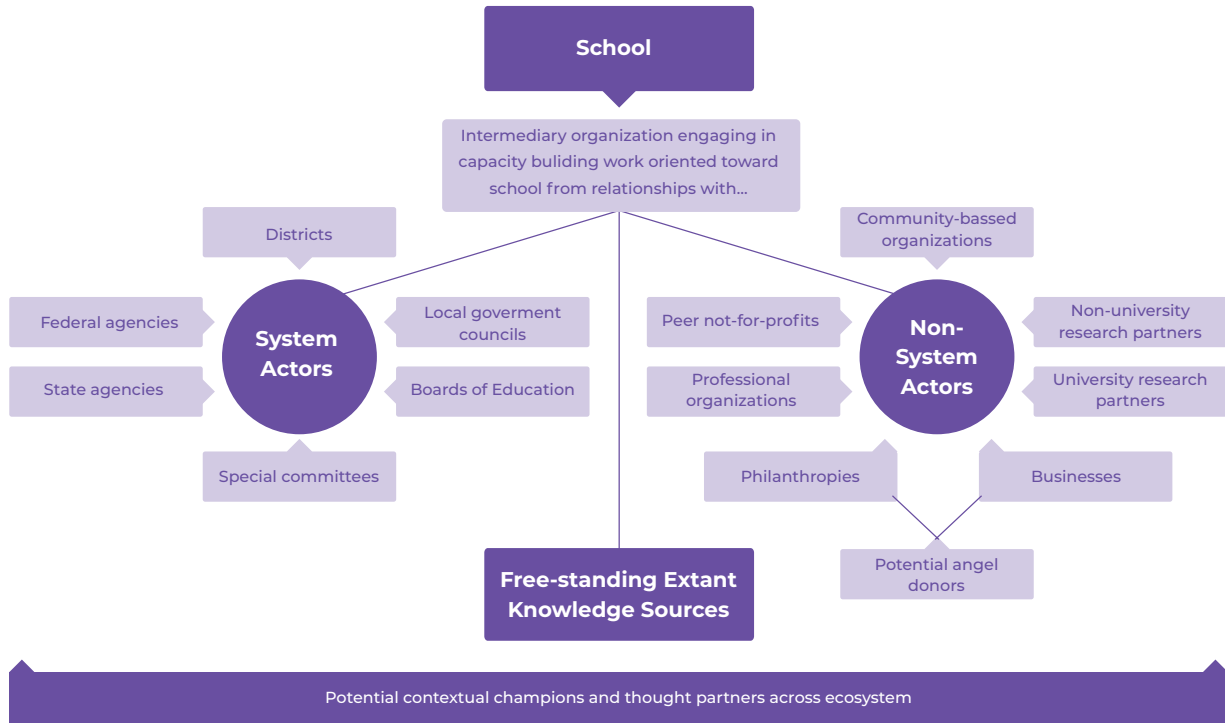 School
Intermediary organization engaging in
capacity buliding work oriented toward
school from relationships with...
Districts
Federal agencies
State agencies
System
Actors
Local goverment
councils
Boards of Education
Special committees
Community-bassed
organizations
Peer not-for-profits
Professional
organizations
Non-
System
Actors
Non-university
research partners
University research
partners
Philanthropies
Businesses
Potential angel
donors
Free-standing Extant
Knowledge Sources
Potential contextual champions and thought partners across ecosystem